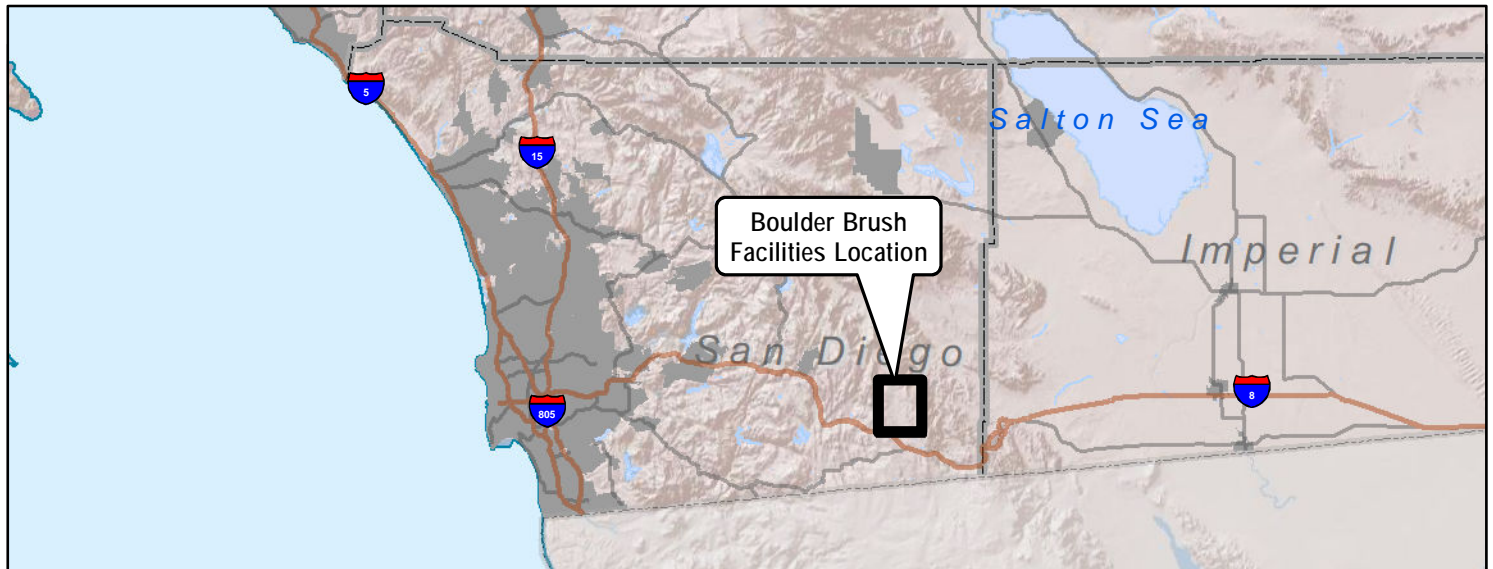 5
15
Salton Sea
Boulder Brush
Facilities Location
Imperial
San Diego
805
8